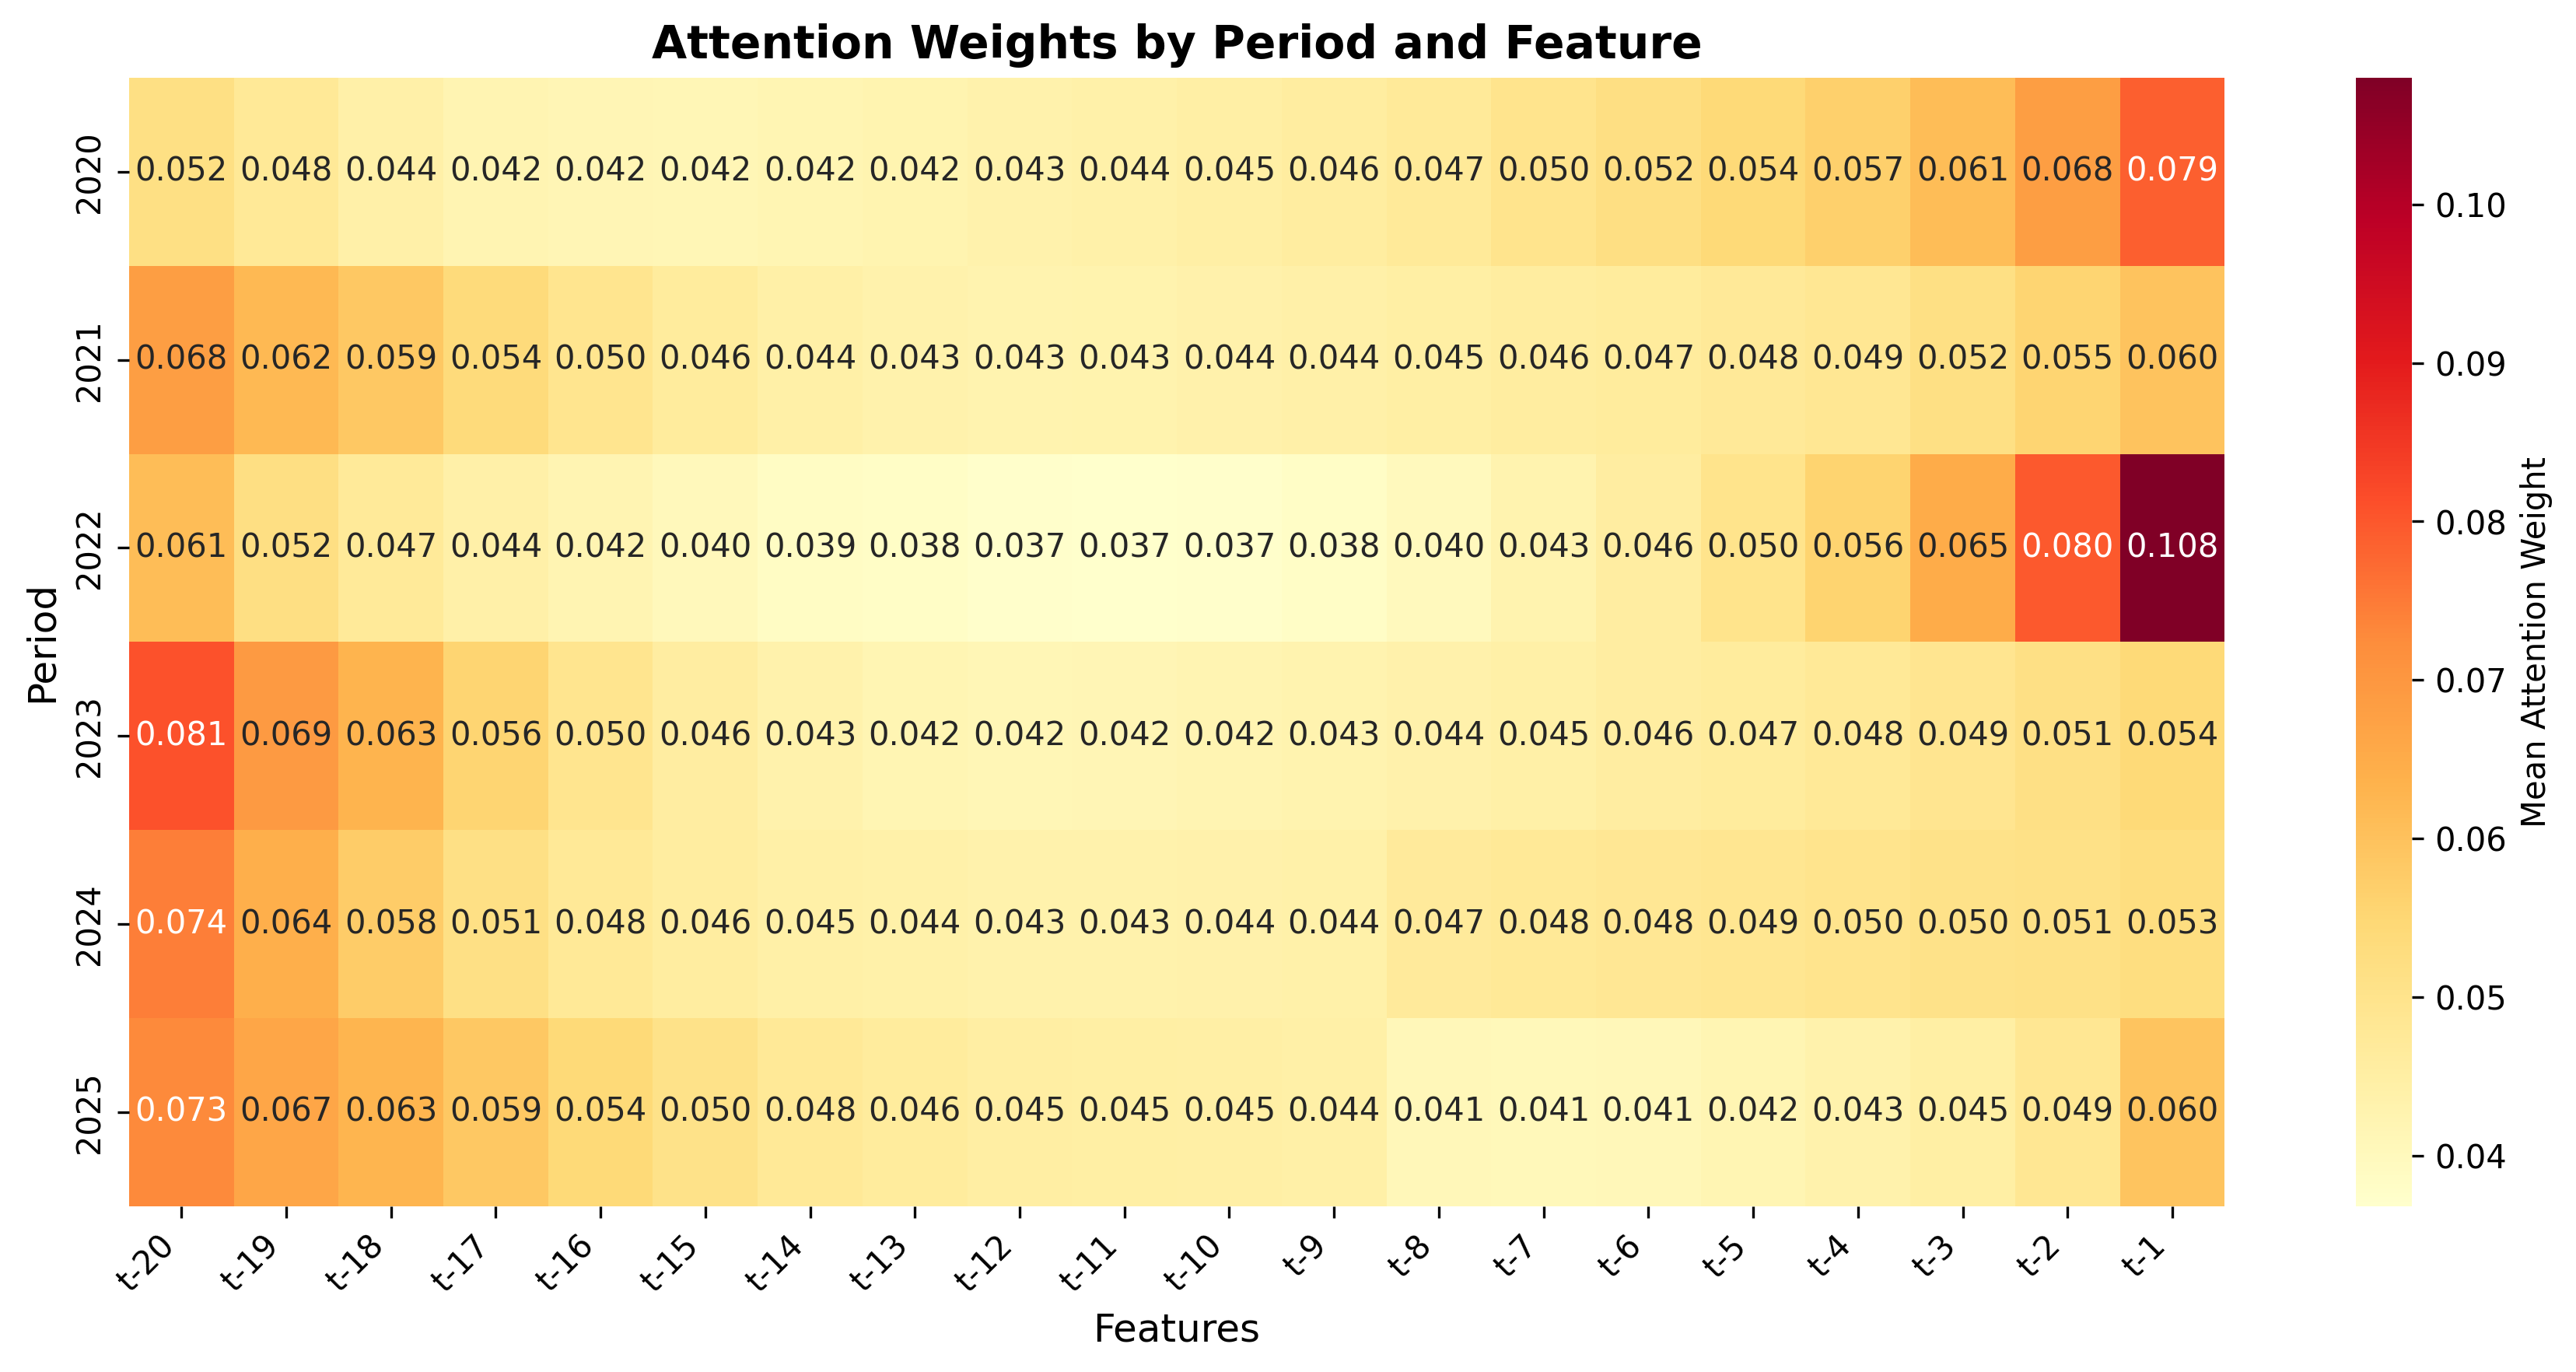 Attention Weights by Period and Feature
Period
2020 0.052 0.048 0.044 0.042 0.042 0.042 0.042 0.042 0.043 0.044 0.045 0.046 0.047 0.050 0.052 0.054 0.057 0.061 0.068 0.079
2021 0.068 0.062 0.059 0.054 0.050 0.046 0.044 0.043 0.043 0.043 0.044 0.044 0.045 0.046 0.047 0.048 0.049 0.052 0.055 0.060
2022 0.061 0.052 0.047 0.044 0.042 0.040 0.039 0.038 0.037 0.037 0.037 0.038 0.040 0.043 0.046 0.050 0.056 0.065 0.080 0.108
2023 0.081 0.069 0.063 0.056 0.050 0.046 0.043 0.042 0.042 0.042 0.042 0.043 0.044 0.045 0.046 0.047 0.048 0.049 0.051 0.054
2024 0.074 0.064 0.058 0.051 0.048 0.046 0.045 0.044 0.043 0.043 0.044 0.044 0.047 0.048 0.048 0.049 0.050 0.050 0.051 0.053
2025 0.073 0.067 0.063 0.059 0.054 0.050 0.048 0.046 0.045 0.045 0.045 0.044 0.041 0.041 0.041 0.042 0.043 0.045 0.049 0.060
t-20 t-19 t-18 t-17 t-16 t-15 t-14 t-13 t-12 t-11 t-10 t-9 t-8 t-7 t-6 t-5 t-4 t-3 t-2 t-1
Features
0.10
0.09
0.08
0.07
0.06
0.05
0.04
Mean Attention Weight